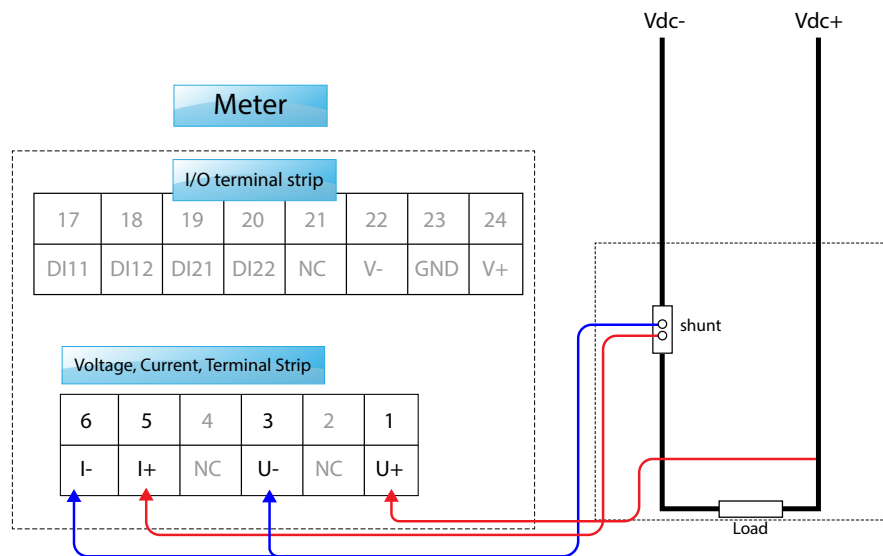 Vdc- Vdc+
Meter
I/O terminal strip
17 18 19 20 21 22 23 24
DI11 DI12 DI21 DI22 NC V- GND V+
shunt
Voltage, Current, Terminal Strip
6 5 4 3 2 1
I- I+ NC U- NC U+
Load